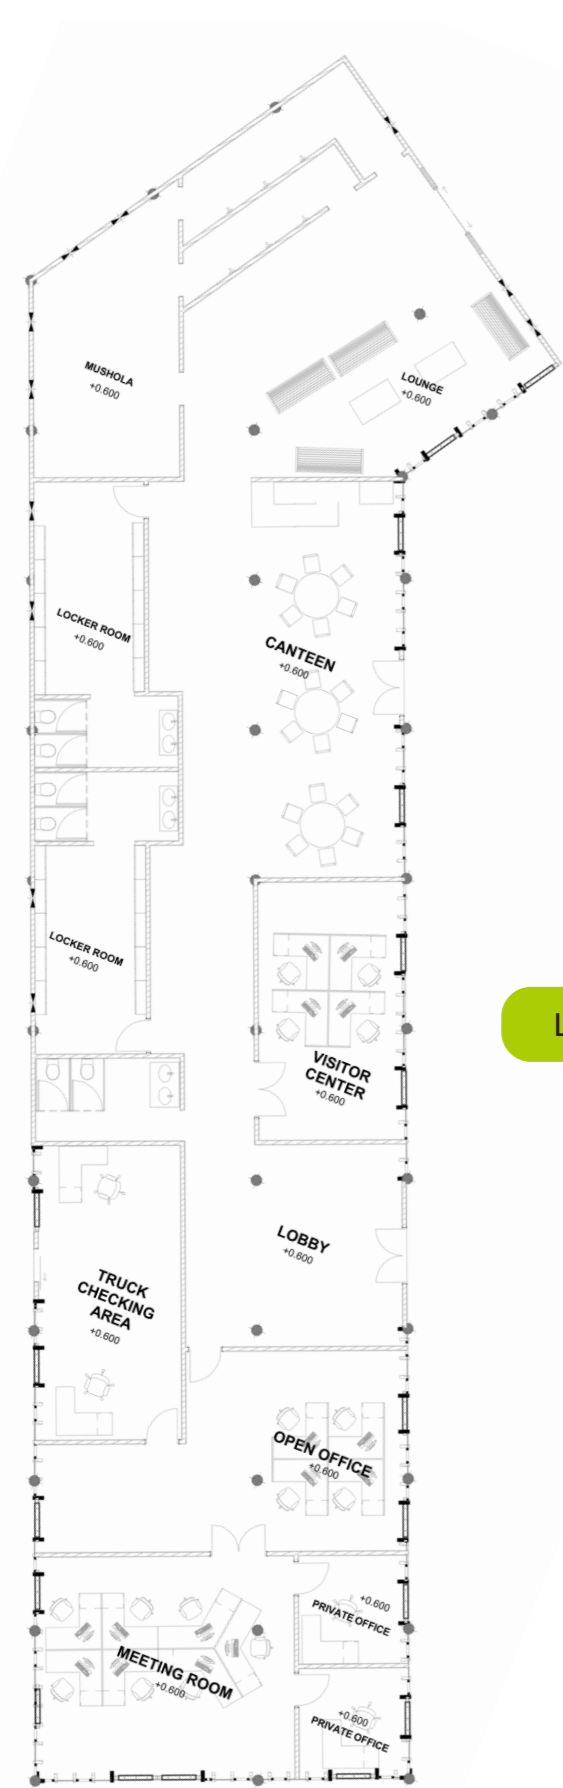 MUSHOLA
+0.600
LOUNGE
+0.600
LOCKER ROOM
+0.600
CANTEEN
+0.600
LOCKER ROOM
+0.600
L
VISITOR
CENTER
+0.600
LOBBY
+0.600
TRUCK
CHECKING
AREA
+0.600
OPEN OFFICE
+0.600
+0.600
PRIVATE OFFICE
MEETING ROOM
+0.600
+0.600
PRIVATE OFFICE